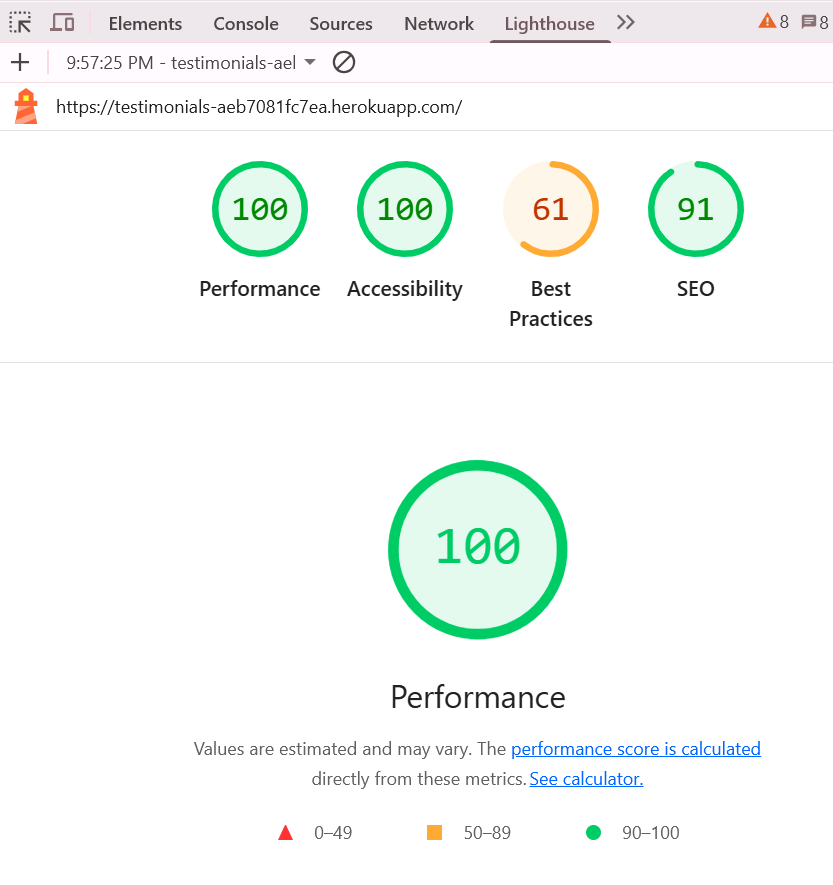 Elements Console Sources Network Lighthouse 8 8
9:57:25 PM - testimonials-ael
https://testimonials-aeb7081fc7ea.herokuapp.com/
100 100 61 91
Performance Accessibility Best Practices SEO
100
Performance
Values are estimated and may vary. The performance score is calculated
directly from these metrics. See calculator.
0–49 50–89 90–100